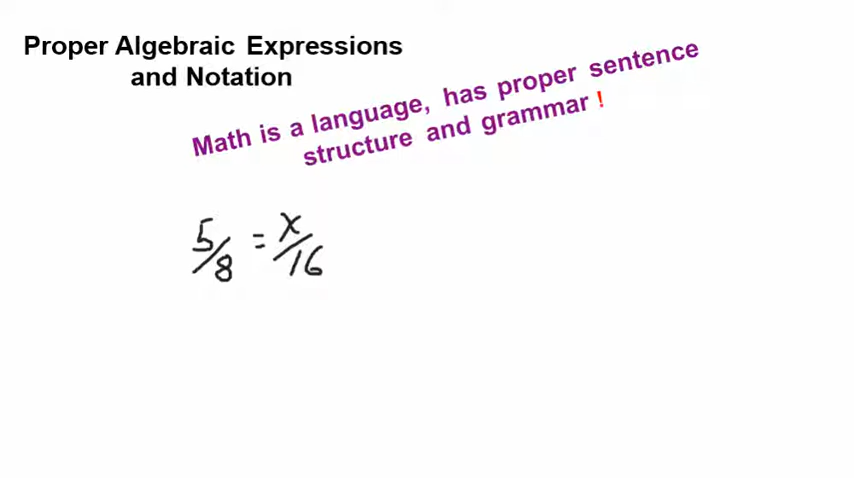 Proper Algebraic Expressions
and Notation
Math is a language, has proper sentence
structure and grammar !
5/8 = x/16